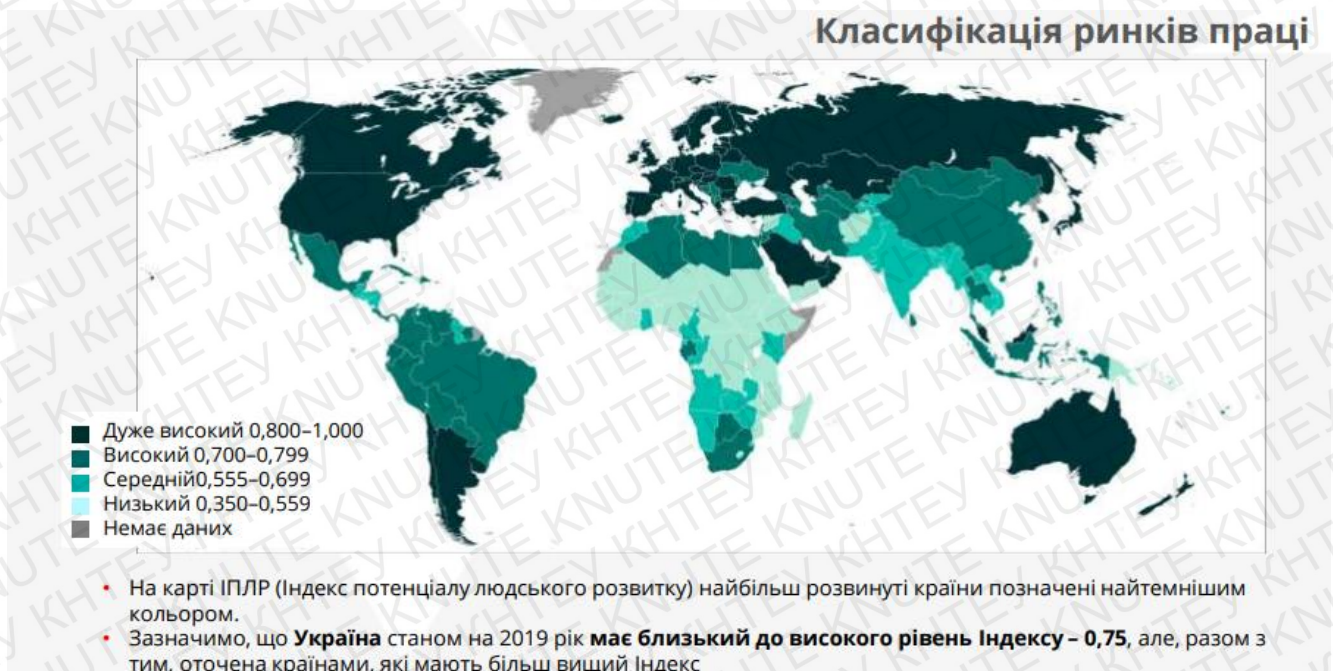 Класифікація ринків праці
Дуже високий 0,800–1,000
Високий 0,700–0,799
Середній0,555–0,699
Низький 0,350–0,559
Немає даних
• На карті ІПЛР (Індекс потенціалу людського розвитку) найбільш розвинуті країни позначені найтемнішим
кольором.
• Зазначимо, що Україна станом на 2019 рік має близький до високого рівень Індексу – 0,75, але, разом з
тим, оточена країнами, які мають більш вищий Індекс